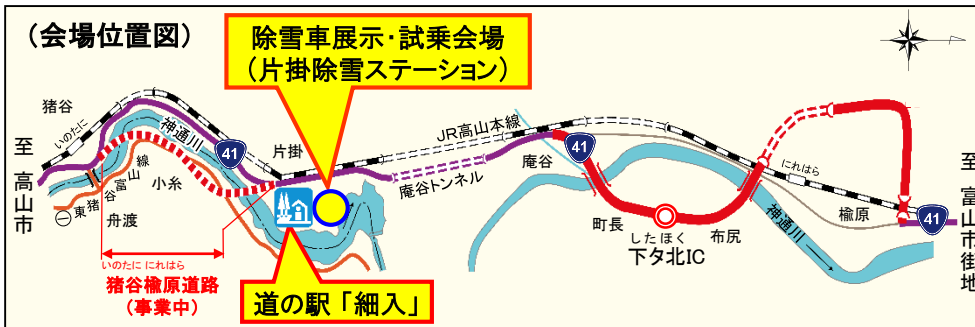 （会場位置図）
除雪車展示・試乗会場
（片掛除雪ステーション）
猪谷
いのたに
神通川
41
片掛
JR高山本線
41
庵谷
庵谷トンネル
にれはら
至 高山市
東猪谷富山線
小糸
舟渡
町長
したほく
下タ北IC
布尻
神通川
楡原
41
至 富山市街地
いのたに にれはら
猪谷楡原道路
（事業中）
道の駅「細入」